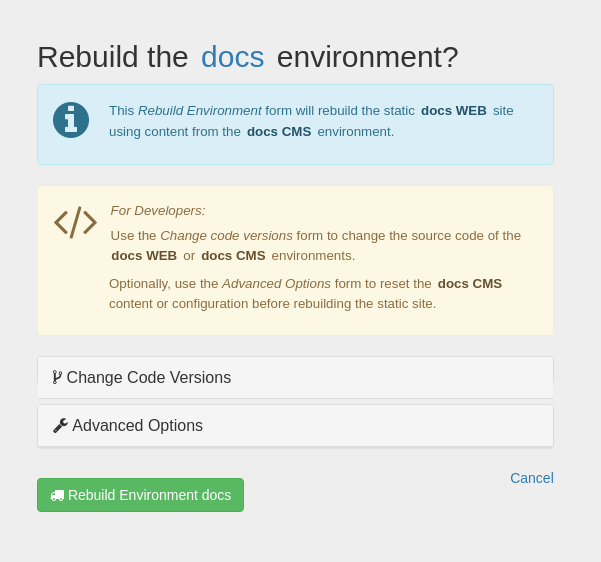 Rebuild the docs environment?
This Rebuild Environment form will rebuild the static docs WEB site
using content from the docs CMS environment.
For Developers:
Use the Change code versions form to change the source code of the
docs WEB or docs CMS environments.
Optionally, use the Advanced Options form to reset the docs CMS
content or configuration before rebuilding the static site.
Change Code Versions
Advanced Options
Cancel
Rebuild Environment docs